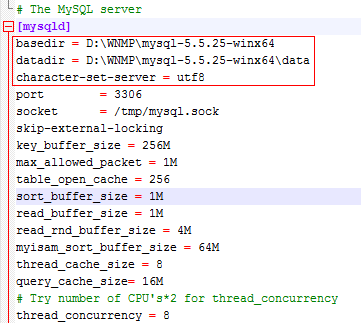 # The MySQL server
[mysqld]
basedir = D:\WNMP\mysql-5.5.25-winx64
datadir = D:\WNMP\mysql-5.5.25-winx64\data
character-set-server = utf8
port        = 3306
socket      = /tmp/mysql.sock
skip-external-locking
key_buffer_size = 256M
max_allowed_packet = 1M
table_open_cache = 256
sort_buffer_size = 1M
read_buffer_size = 1M
read_rnd_buffer_size = 4M
myisam_sort_buffer_size = 64M
thread_cache_size = 8
query_cache_size= 16M
# Try number of CPU's*2 for thread_concurrency
thread_concurrency = 8